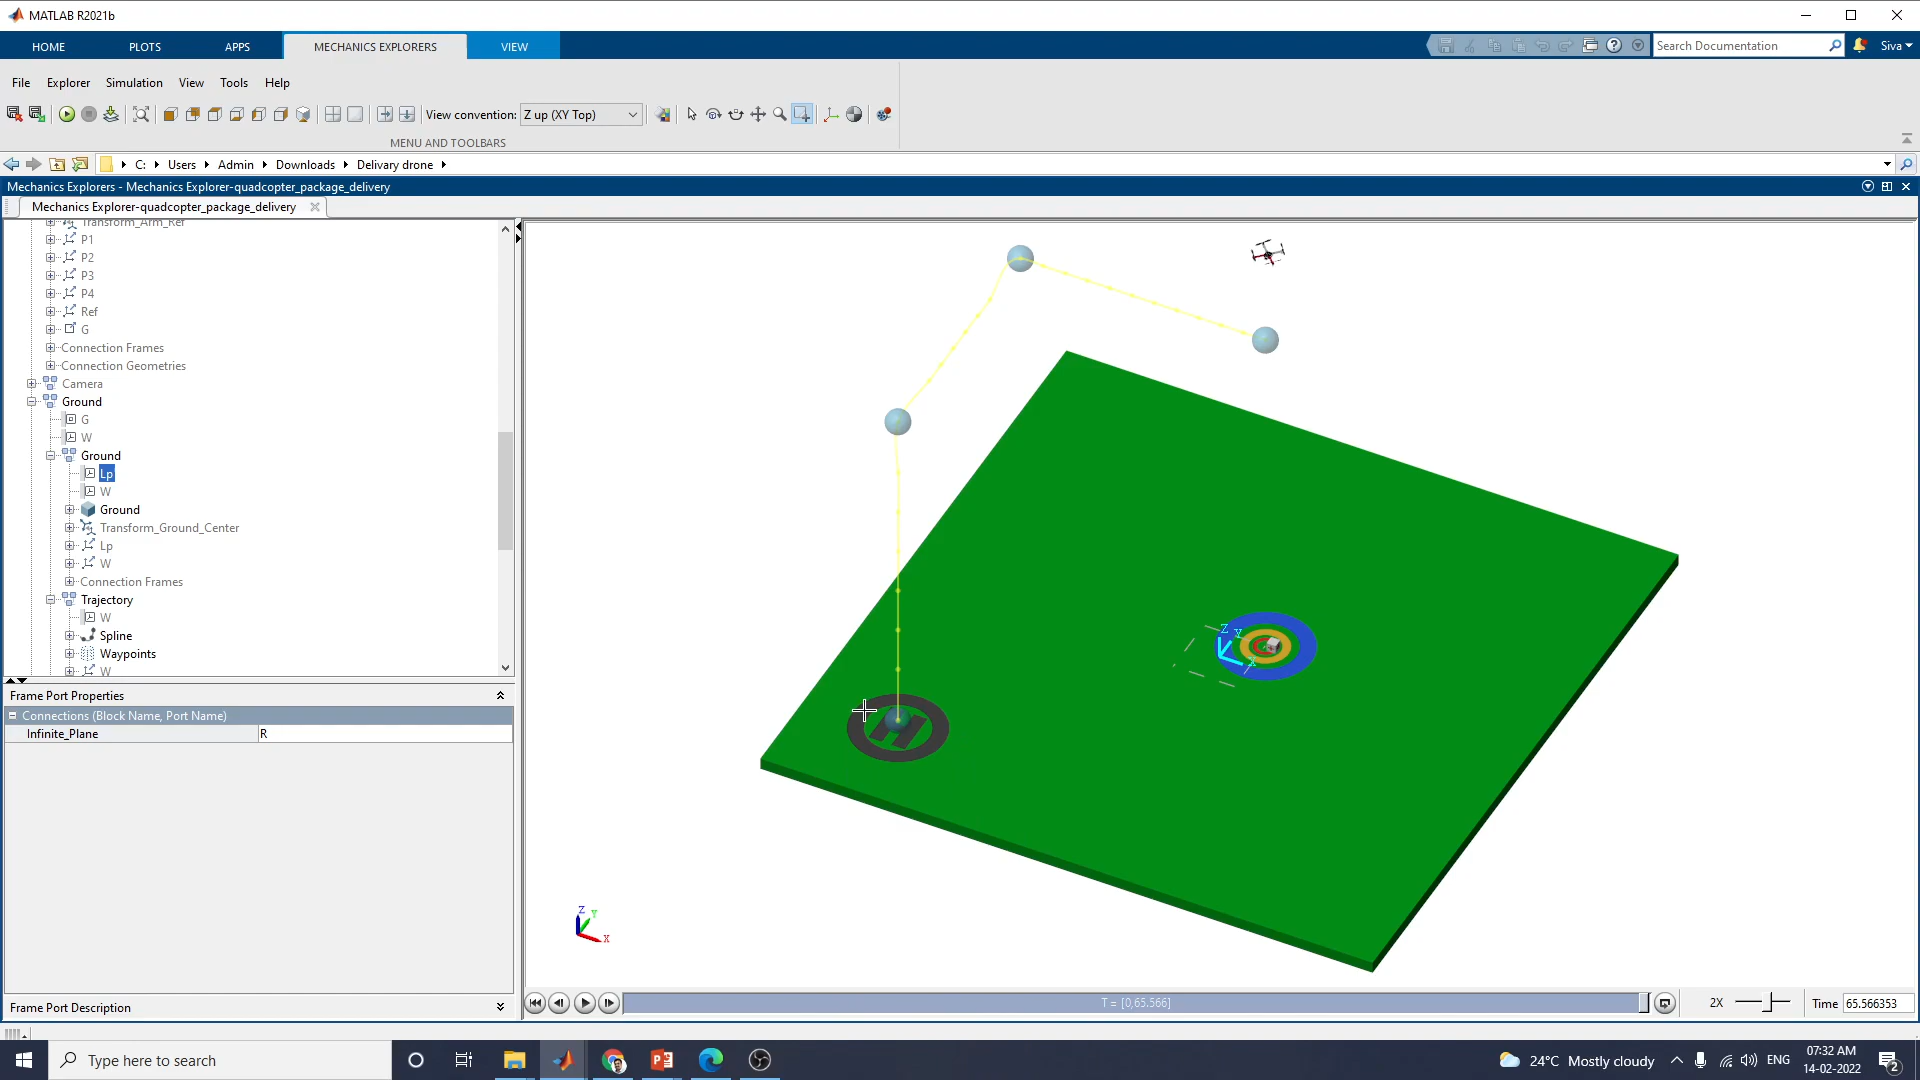 MATLAB R2021b
HOME PLOTS APPS MECHANICS EXPLORERS VIEW
Search Documentation
Siva
File Explorer Simulation View Tools Help
View convention: Z up (XY Top)
MENU AND TOOLBARS
C: Users Admin Downloads Delivary drone
Mechanics Explorers - Mechanics Explorer-quadcopter_package_delivery
Mechanics Explorer-quadcopter_package_delivery
Transform_Arm_Ref
P1
P2
P3
P4
Ref
G
Connection Frames
Connection Geometries
Camera
Ground
G
W
Ground
Lp
W
Ground
Transform_Ground_Center
Lp
W
Connection Frames
Trajectory
W
Spline
Waypoints
W
Frame Port Properties
Connections (Block Name, Port Name)
Infinite_Plane R
Frame Port Description
H
Z Y X
Z Y X
T = [0,65.566]
2X
Time 65.566353
Type here to search
24°C Mostly cloudy
ENG
07:32 AM
14-02-2022
2